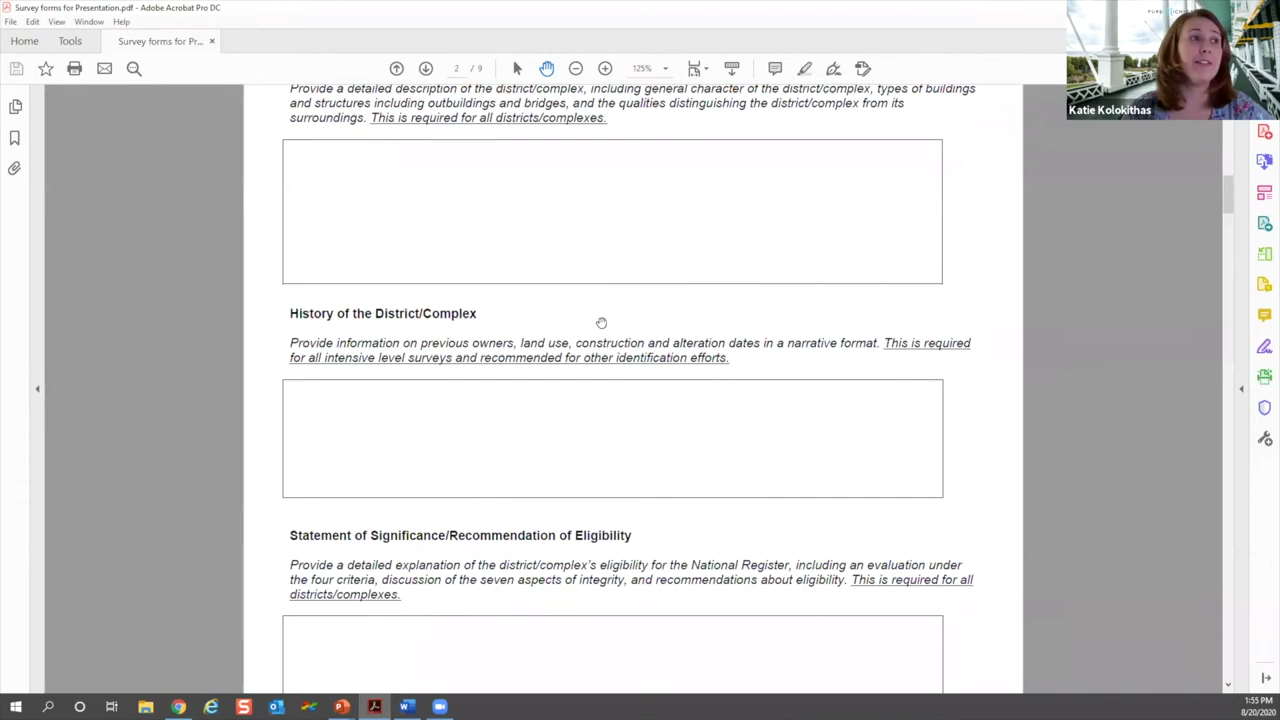 Survey forms for Presentation.pdf - Adobe Acrobat Pro DC
File Edit View Window Help
Home Tools Survey forms for Pr... ×
2 / 9 125%
Katie Kolokithas
Provide a detailed description of the district/complex, including general character of the district/complex, types of buildings
and structures including outbuildings and bridges, and the qualities distinguishing the district/complex from its
surroundings. This is required for all districts/complexes.
History of the District/Complex
Provide information on previous owners, land use, construction and alteration dates in a narrative format. This is required
for all intensive level surveys and recommended for other identification efforts.
Statement of Significance/Recommendation of Eligibility
Provide a detailed explanation of the district/complex’s eligibility for the National Register, including an evaluation under
the four criteria, discussion of the seven aspects of integrity, and recommendations about eligibility. This is required for all
districts/complexes.
1:55 PM
8/20/2020